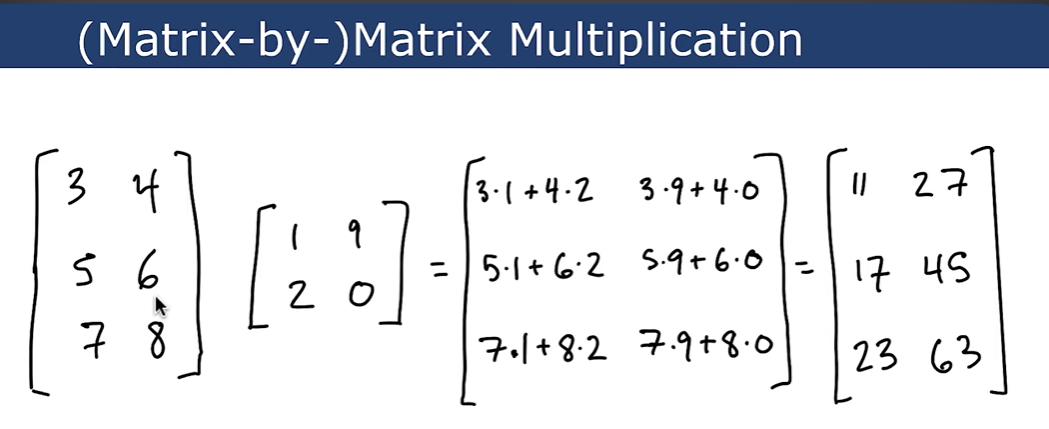 (Matrix-by-)Matrix Multiplication
3 4 3·1+4·2 3·9+4·0 11 27
1 9
5 6 = 5·1+6·2 5·9+6·0 = 17 45
2 0
7 8 7·1+8·2 7·9+8·0 23 63